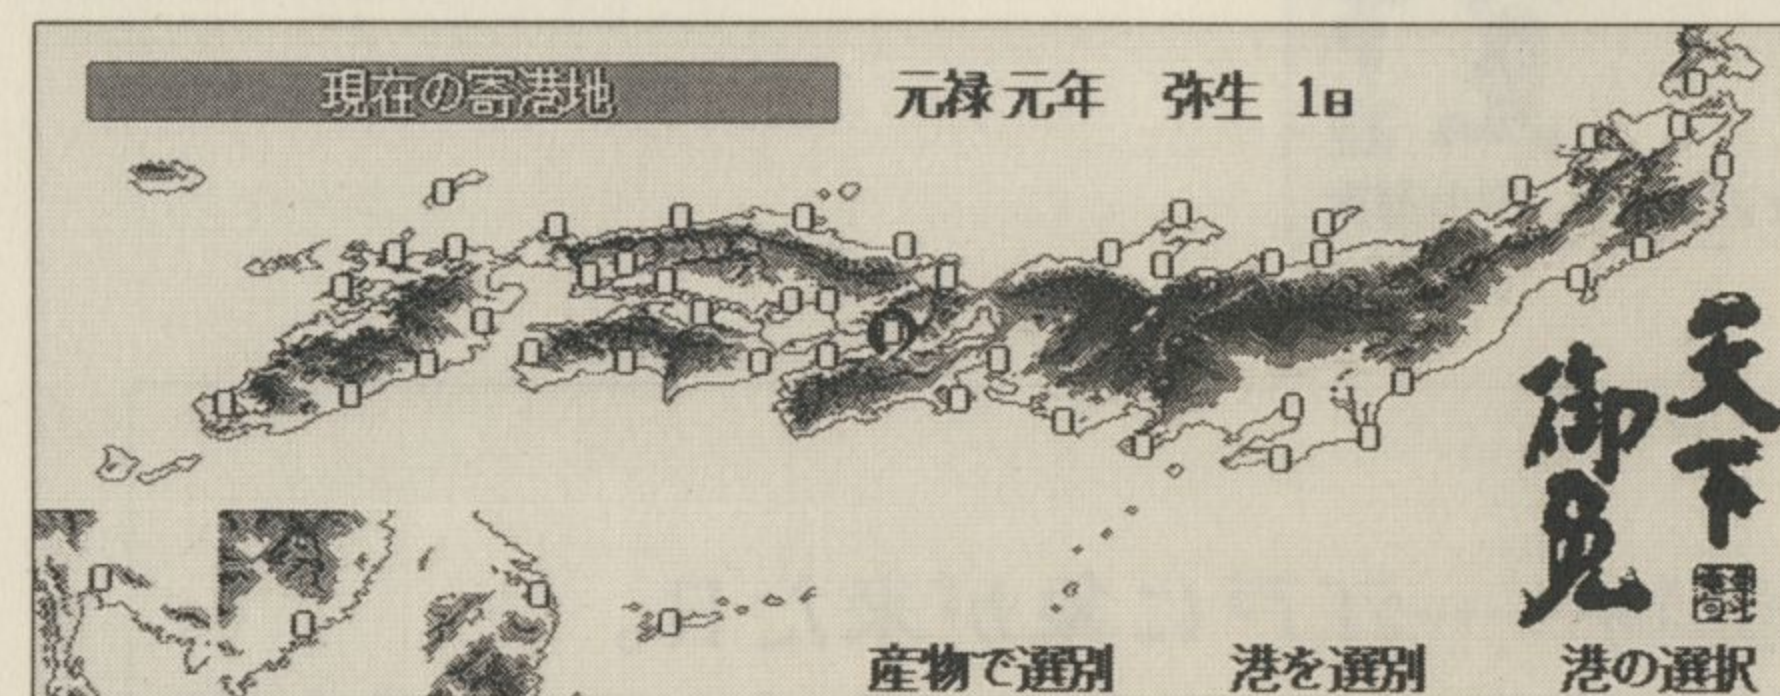 現在の寄港地
元禄元年 弥生 1日
天下
御免
産物で選別 港を選別 港の選択